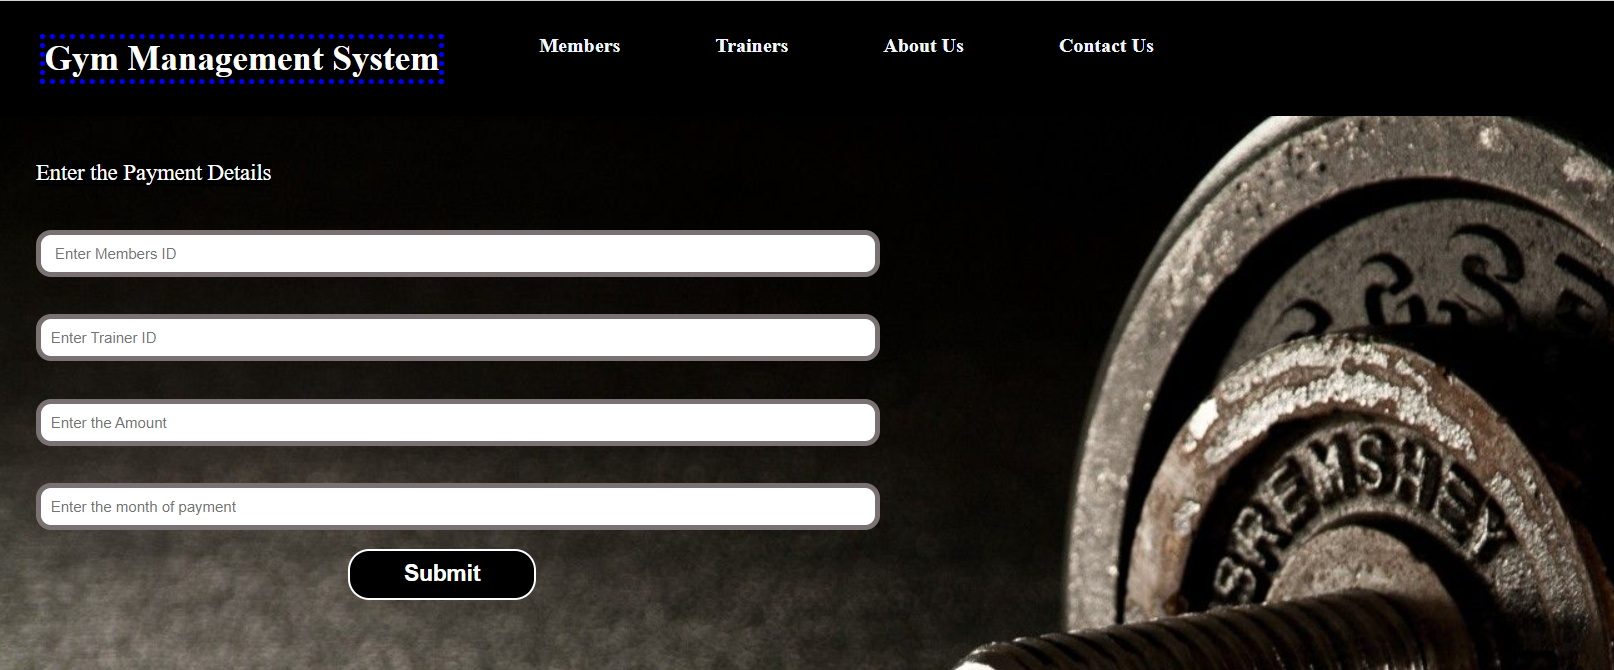 Gym Management System
Members
Trainers
About Us
Contact Us
Enter the Payment Details
Enter Members ID
Enter Trainer ID
Enter the Amount
Enter the month of payment
Submit
BREMSHEY